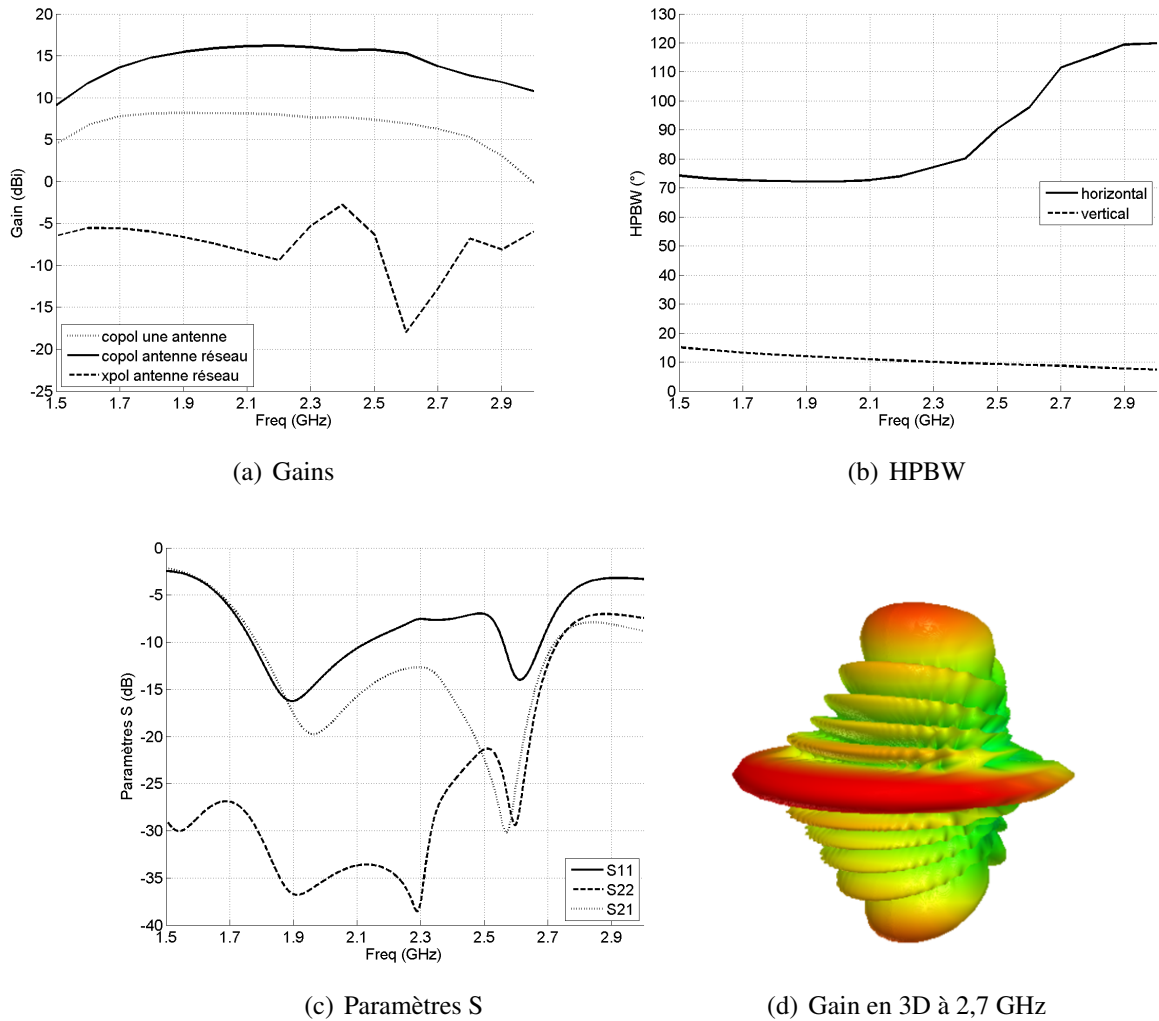 20
15
10
5
0
-5
-10
-15
-20
-25
Gain (dBi)
copol une antenne
copol antenne réseau
xpol antenne réseau
1.5 1.7 1.9 2.1 2.3 2.5 2.7 2.9
Freq (GHz)
(a) Gains
130
120
110
100
90
80
70
60
50
40
30
20
10
0
HPBW (°)
horizontal
vertical
1.5 1.7 1.9 2.1 2.3 2.5 2.7 2.9
Freq (GHz)
(b) HPBW
0
-5
-10
-15
-20
-25
-30
-35
-40
Paramètres S (dB)
S11
S22
S21
1.5 1.7 1.9 2.1 2.3 2.5 2.7 2.9
Freq (GHz)
(c) Paramètres S
(d) Gain en 3D à 2,7 GHz